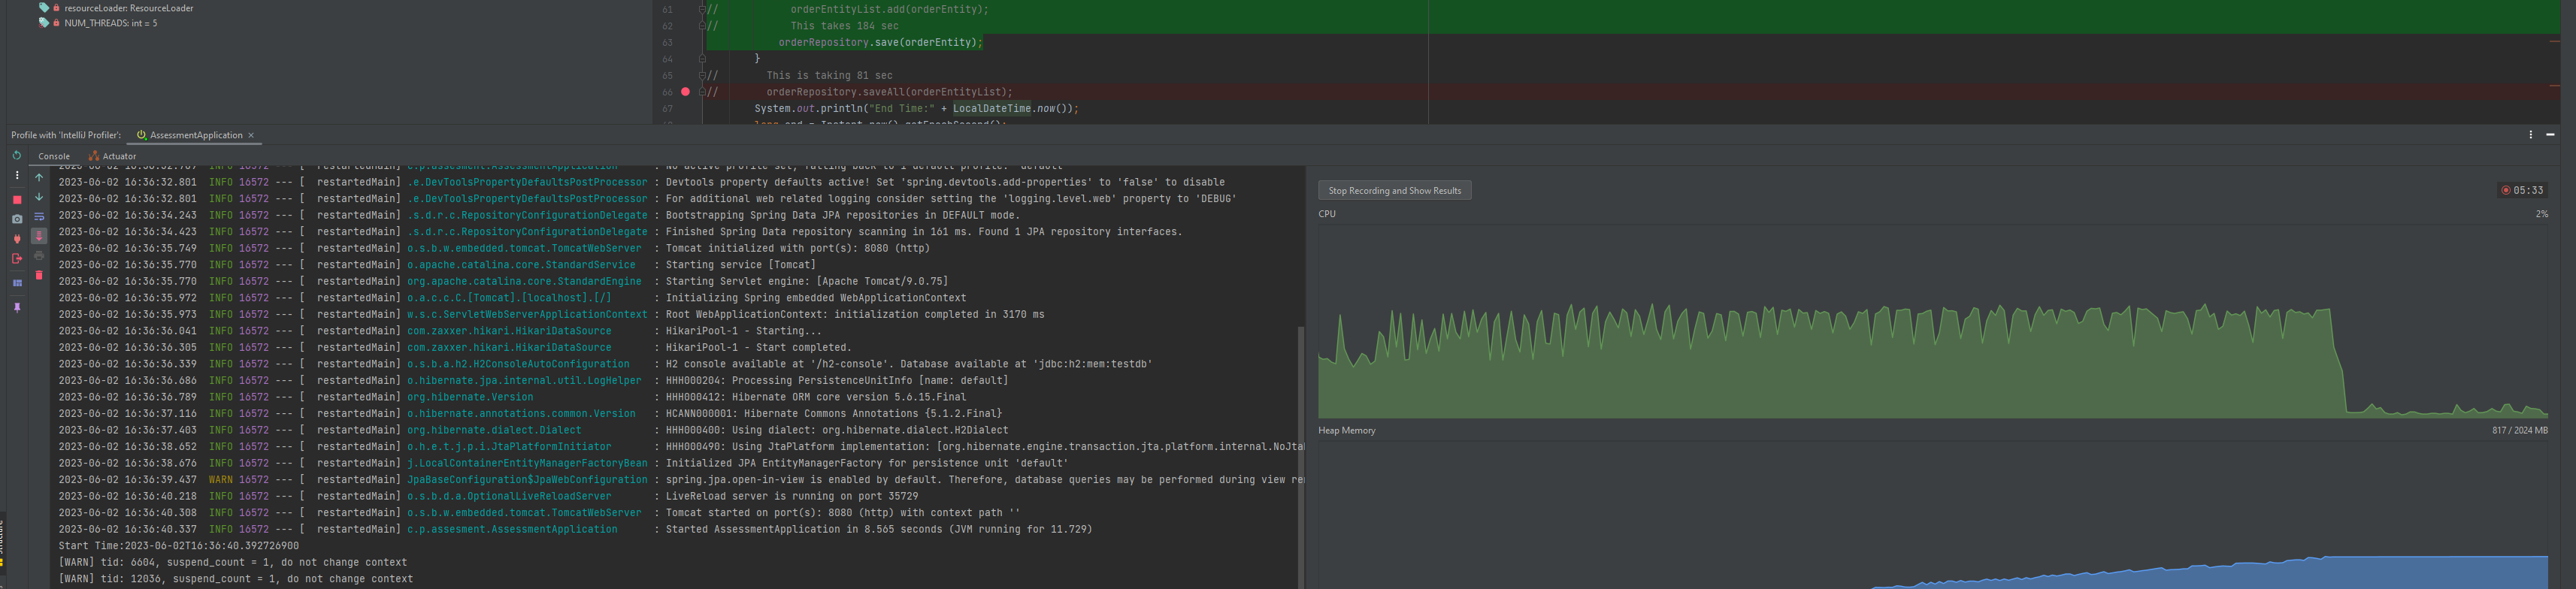 resourceLoader: ResourceLoader
NUM_THREADS: int = 5
61 // orderEntityList.add(orderEntity);
62 // This takes 184 sec
63 orderRepository.save(orderEntity);
64 }
65 // This is taking 81 sec
66 // orderRepository.saveAll(orderEntityList);
67 System.out.println("End Time:" + LocalDateTime.now());
Profile with 'IntelliJ Profiler': AssessmentApplication ×
Console Actuator
2023-06-02 16:36:32.801 INFO 16572 --- [ restartedMain] .e.DevToolsPropertyDefaultsPostProcessor : Devtools property defaults active! Set 'spring.devtools.add-properties' to 'false' to disable
2023-06-02 16:36:32.801 INFO 16572 --- [ restartedMain] .e.DevToolsPropertyDefaultsPostProcessor : For additional web related logging consider setting the 'logging.level.web' property to 'DEBUG'
2023-06-02 16:36:34.243 INFO 16572 --- [ restartedMain] .s.d.r.c.RepositoryConfigurationDelegate : Bootstrapping Spring Data JPA repositories in DEFAULT mode.
2023-06-02 16:36:34.423 INFO 16572 --- [ restartedMain] .s.d.r.c.RepositoryConfigurationDelegate : Finished Spring Data repository scanning in 161 ms. Found 1 JPA repository interfaces.
2023-06-02 16:36:35.749 INFO 16572 --- [ restartedMain] o.s.b.w.embedded.tomcat.TomcatWebServer : Tomcat initialized with port(s): 8080 (http)
2023-06-02 16:36:35.770 INFO 16572 --- [ restartedMain] o.apache.catalina.core.StandardService : Starting service [Tomcat]
2023-06-02 16:36:35.770 INFO 16572 --- [ restartedMain] org.apache.catalina.core.StandardEngine : Starting Servlet engine: [Apache Tomcat/9.0.75]
2023-06-02 16:36:35.972 INFO 16572 --- [ restartedMain] o.a.c.c.C.[Tomcat].[localhost].[/] : Initializing Spring embedded WebApplicationContext
2023-06-02 16:36:35.973 INFO 16572 --- [ restartedMain] w.s.c.ServletWebServerApplicationContext : Root WebApplicationContext: initialization completed in 3170 ms
2023-06-02 16:36:36.041 INFO 16572 --- [ restartedMain] com.zaxxer.hikari.HikariDataSource : HikariPool-1 - Starting...
2023-06-02 16:36:36.305 INFO 16572 --- [ restartedMain] com.zaxxer.hikari.HikariDataSource : HikariPool-1 - Start completed.
2023-06-02 16:36:36.339 INFO 16572 --- [ restartedMain] o.s.b.a.h2.H2ConsoleAutoConfiguration : H2 console available at '/h2-console'. Database available at 'jdbc:h2:mem:testdb'
2023-06-02 16:36:36.686 INFO 16572 --- [ restartedMain] o.hibernate.jpa.internal.util.LogHelper : HHH000204: Processing PersistenceUnitInfo [name: default]
2023-06-02 16:36:36.789 INFO 16572 --- [ restartedMain] org.hibernate.Version : HHH000412: Hibernate ORM core version 5.6.15.Final
2023-06-02 16:36:37.116 INFO 16572 --- [ restartedMain] o.hibernate.annotations.common.Version : HCANN000001: Hibernate Commons Annotations {5.1.2.Final}
2023-06-02 16:36:37.403 INFO 16572 --- [ restartedMain] org.hibernate.dialect.Dialect : HHH000400: Using dialect: org.hibernate.dialect.H2Dialect
2023-06-02 16:36:38.652 INFO 16572 --- [ restartedMain] o.h.e.t.j.p.i.JtaPlatformInitiator : HHH000490: Using JtaPlatform implementation: [org.hibernate.engine.transaction.jta.platform.internal.NoJta
2023-06-02 16:36:38.676 INFO 16572 --- [ restartedMain] j.LocalContainerEntityManagerFactoryBean : Initialized JPA EntityManagerFactory for persistence unit 'default'
2023-06-02 16:36:39.437 WARN 16572 --- [ restartedMain] JpaBaseConfiguration$JpaWebConfiguration : spring.jpa.open-in-view is enabled by default. Therefore, database queries may be performed during view re
2023-06-02 16:36:40.218 INFO 16572 --- [ restartedMain] o.s.b.d.a.OptionalLiveReloadServer : LiveReload server is running on port 35729
2023-06-02 16:36:40.308 INFO 16572 --- [ restartedMain] o.s.b.w.embedded.tomcat.TomcatWebServer : Tomcat started on port(s): 8080 (http) with context path ''
2023-06-02 16:36:40.337 INFO 16572 --- [ restartedMain] c.p.assesment.AssessmentApplication : Started AssessmentApplication in 8.565 seconds (JVM running for 11.729)
Start Time:2023-06-02T16:36:40.392726900
[WARN] tid: 6604, suspend_count = 1, do not change context
[WARN] tid: 12036, suspend_count = 1, do not change context
Stop Recording and Show Results 05:33
CPU 2%
Heap Memory 817 / 2024 MB